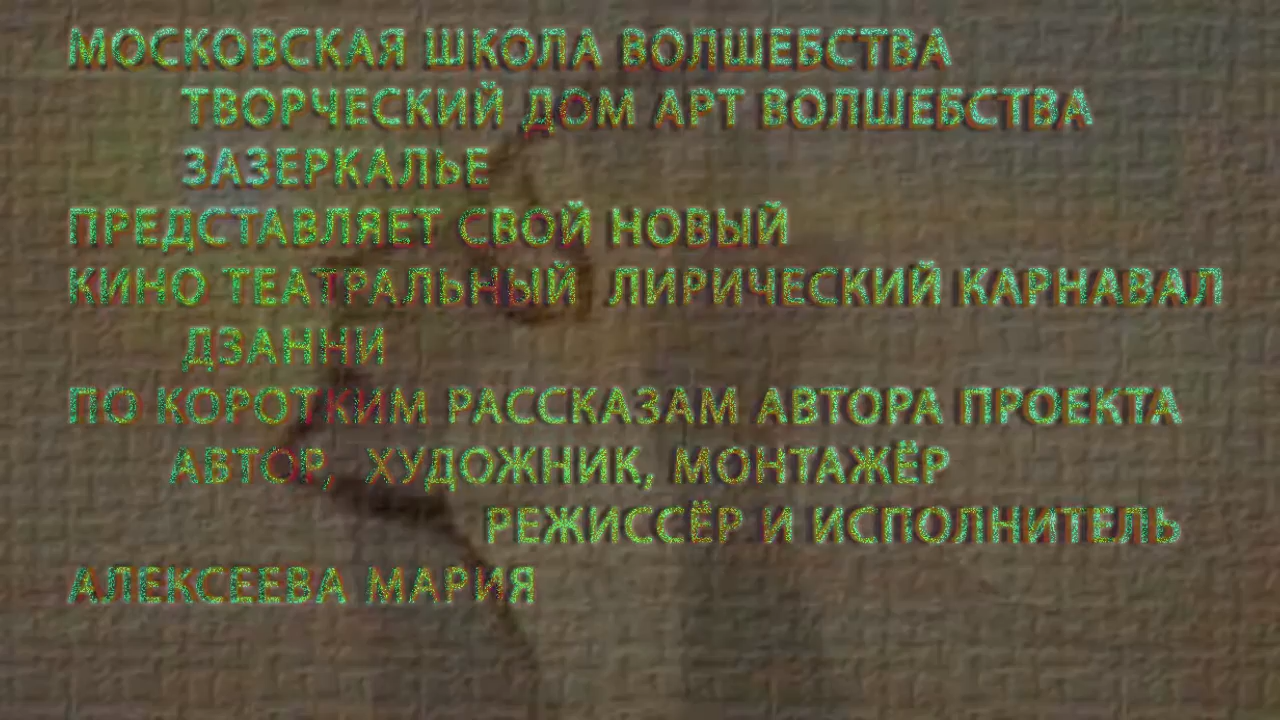 МОСКОВСКАЯ ШКОЛА ВОЛШЕБСТВА
ТВОРЧЕСКИЙ ДОМ АРТ ВОЛШЕБСТВА
ЗАЗЕРКАЛЬЕ
ПРЕДСТАВЛЯЕТ СВОЙ НОВЫЙ
КИНО ТЕАТРАЛЬНЫЙ ЛИРИЧЕСКИЙ КАРНАВАЛ
ДЗАННИ
ПО КОРОТКИМ РАССКАЗАМ АВТОРА ПРОЕКТА
АВТОР, ХУДОЖНИК, МОНТАЖЁР
РЕЖИССЁР И ИСПОЛНИТЕЛЬ
АЛЕКСЕЕВА МАРИЯ